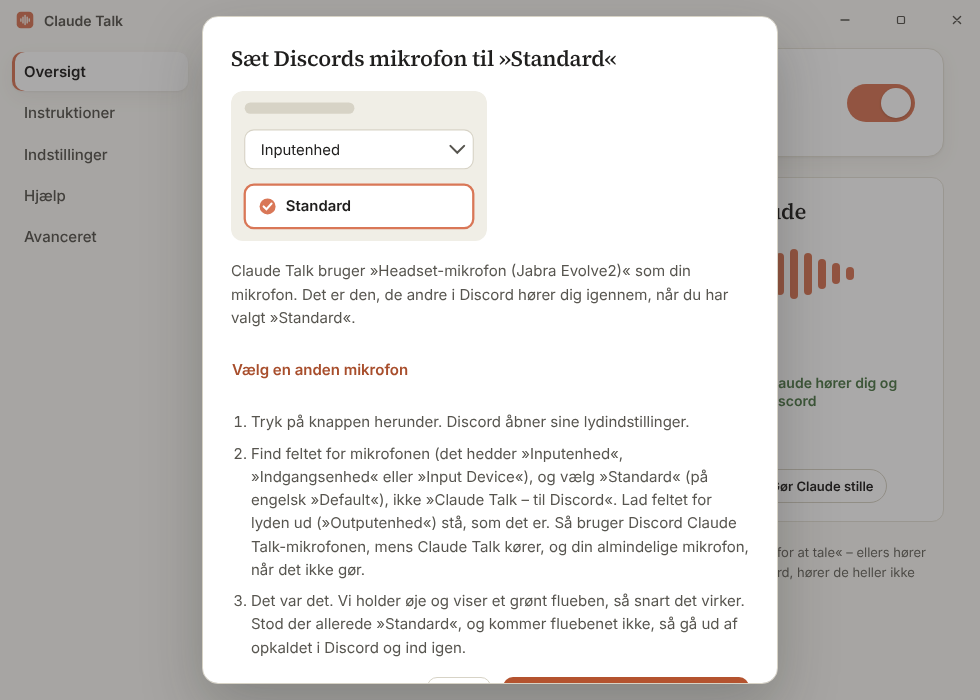 Claude Talk
Oversigt
Instruktioner
Indstillinger
Hjælp
Avanceret
Sæt Discords mikrofon til »Standard«
Inputenhed
Standard
Claude Talk bruger »Headset-mikrofon (Jabra Evolve2)« som din
mikrofon. Det er den, de andre i Discord hører dig igennem, når du har
valgt »Standard«.
Vælg en anden mikrofon
1. Tryk på knappen herunder. Discord åbner sine lydindstillinger.
2. Find feltet for mikrofonen (det hedder »Inputenhed«,
»Indgangsenhed« eller »Input Device«), og vælg »Standard« (på
engelsk »Default«), ikke »Claude Talk – til Discord«. Lad feltet for
lyden ud (»Outputenhed«) stå, som det er. Så bruger Discord Claude
Talk-mikrofonen, mens Claude Talk kører, og din almindelige mikrofon,
når det ikke gør.
3. Det var det. Vi holder øje og viser et grønt flueben, så snart det virker.
Stod der allerede »Standard«, og kommer fluebenet ikke, så gå ud af
opkaldet i Discord og ind igen.
hører dig og
Claude stille
for at tale« – ellers hører
hører de heller ikke